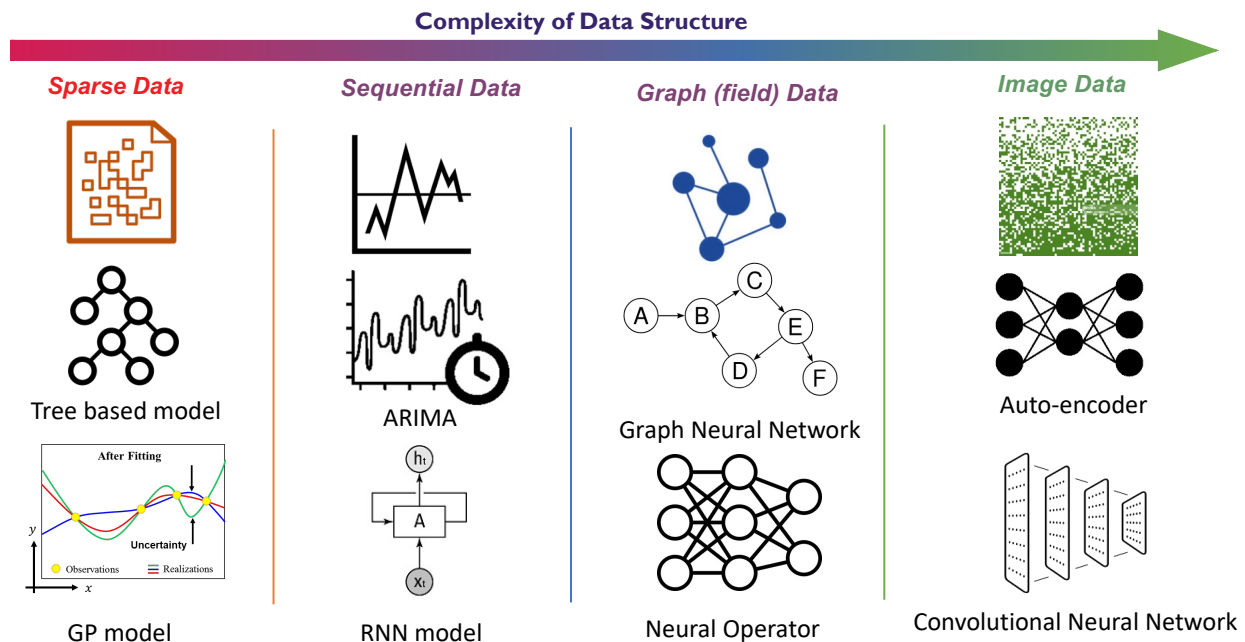 Complexity of Data Structure
Sparse Data
Sequential Data
Graph (field) Data
Image Data
A
B
C
D
E
F
Tree based model
ARIMA
Graph Neural Network
Auto-encoder
After Fitting
y
Uncertainty
Observations
Realizations
x
hₜ
A
xₜ
GP model
RNN model
Neural Operator
Convolutional Neural Network